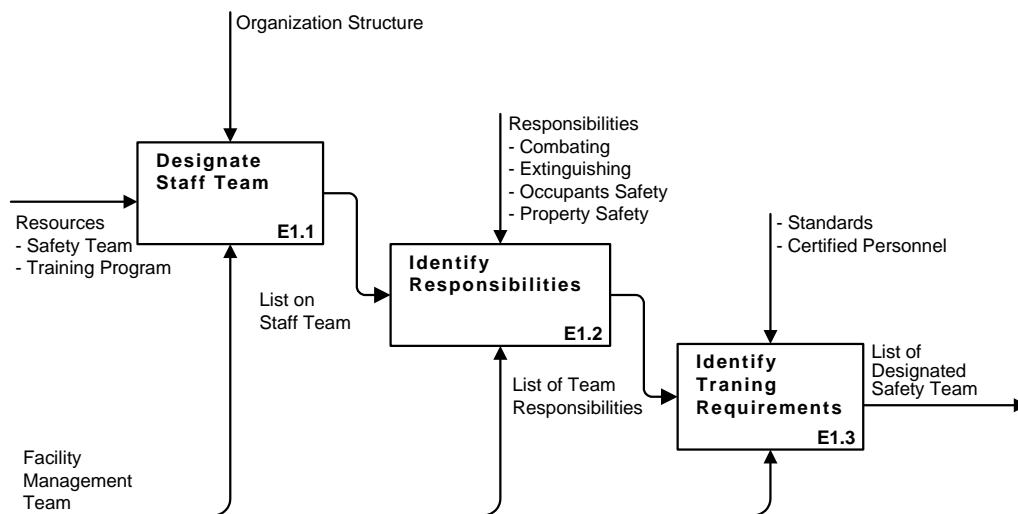 Organization Structure
Designate
Staff Team
E1.1
Resources
- Safety Team
- Training Program
Responsibilities
- Combating
- Extinguishing
- Occupants Safety
- Property Safety
List on
Staff Team
Identify
Responsibilities
E1.2
- Standards
- Certified Personnel
List of Team
Responsibilities
Identify
Traning
Requirements
E1.3
List of
Designated
Safety Team
Facility
Management
Team